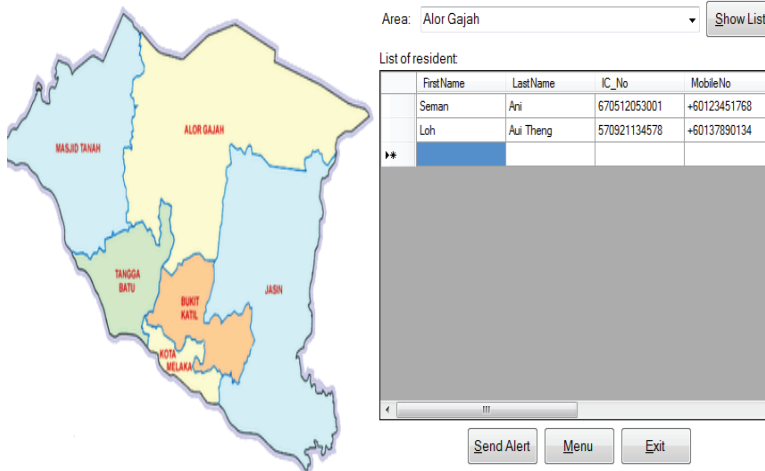 Area: Alor Gajah Show List
List of resident:
FirstName LastName IC_No MobileNo
Seman Ani 670512053001 +60123451768
Loh Aui Theng 570921134578 +60137890134
Send Alert Menu Exit
ALOR GAJAH
MASJID TANAH
TANGGA
BATU
BUKIT
KATIL
JASIN
KOTA
MELAKA